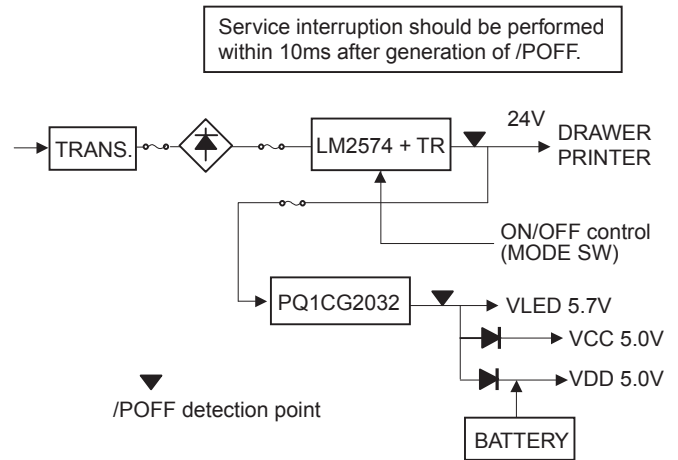 Service interruption should be performed
within 10ms after generation of /POFF.
TRANS.
LM2574 + TR
24V
DRAWER
PRINTER
ON/OFF control
(MODE SW)
PQ1CG2032
VLED 5.7V
VCC 5.0V
VDD 5.0V
/POFF detection point
BATTERY